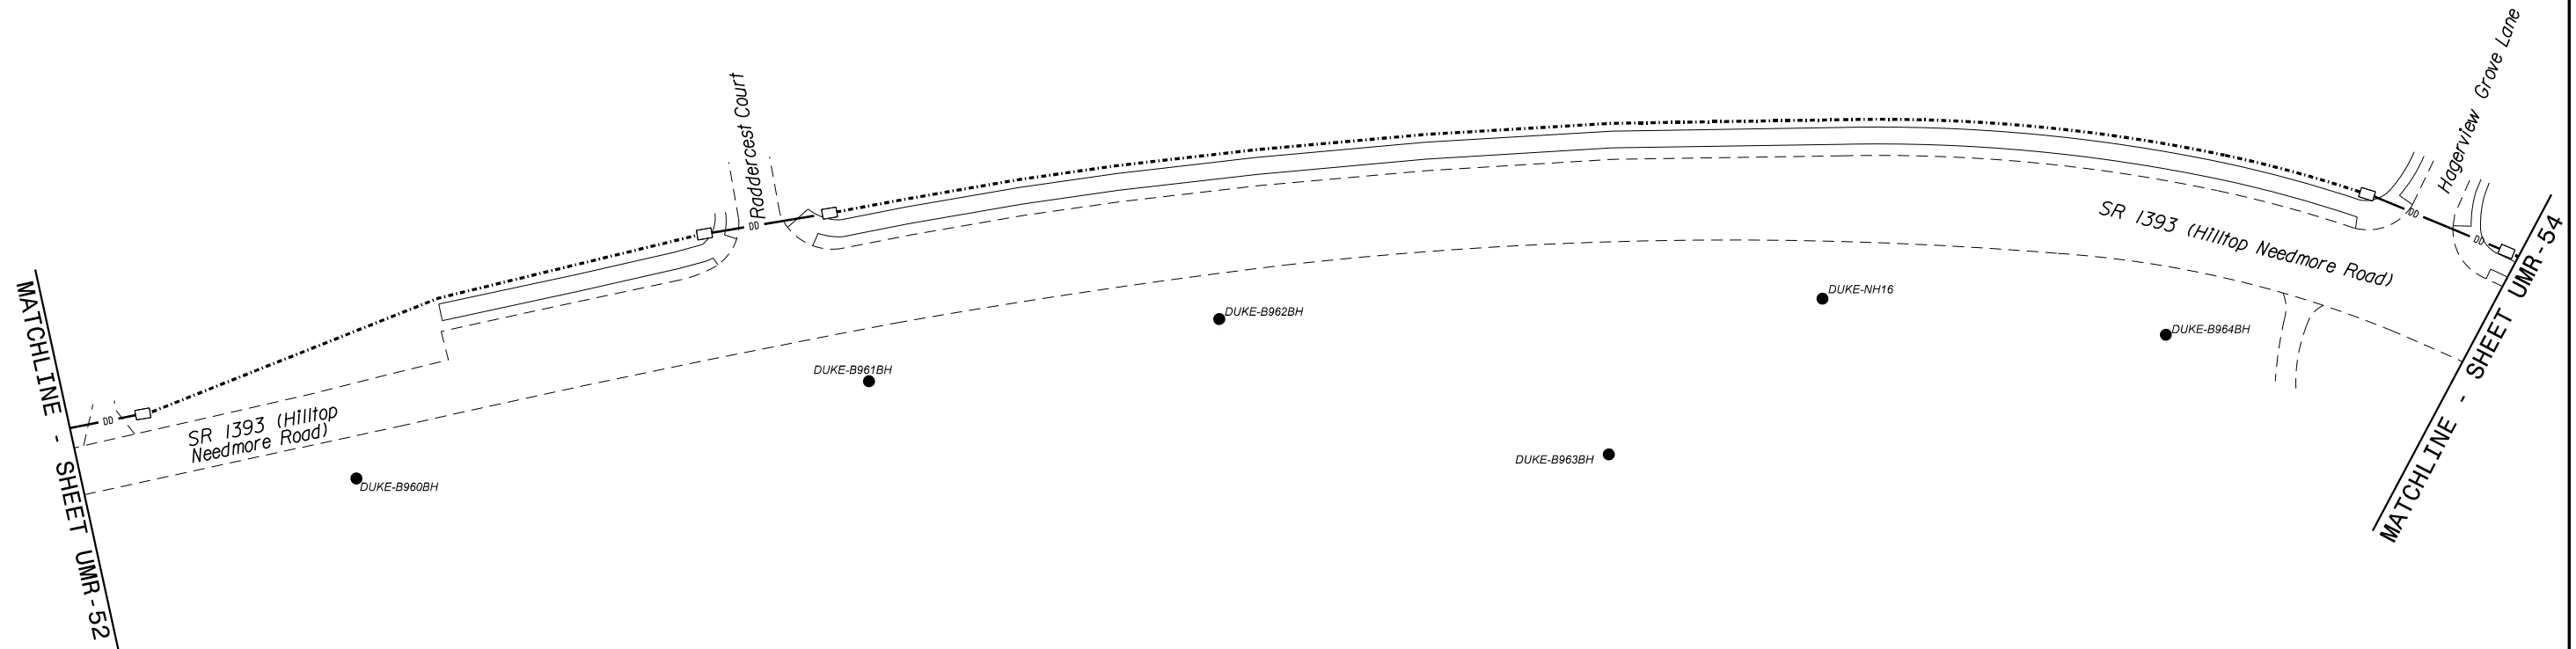 MATCHLINE - SHEET UMR-52
DD
SR 1393 (Hilltop
Needmore Road)
DUKE-B960BH
Raddercest Court
DD
DUKE-B961BH
DUKE-B962BH
DUKE-B963BH
DUKE-NH16
DUKE-B964BH
SR 1393 (Hilltop Needmore Road)
DD
Hagerview Grove Lane
DD
MATCHLINE - SHEET UMR-54